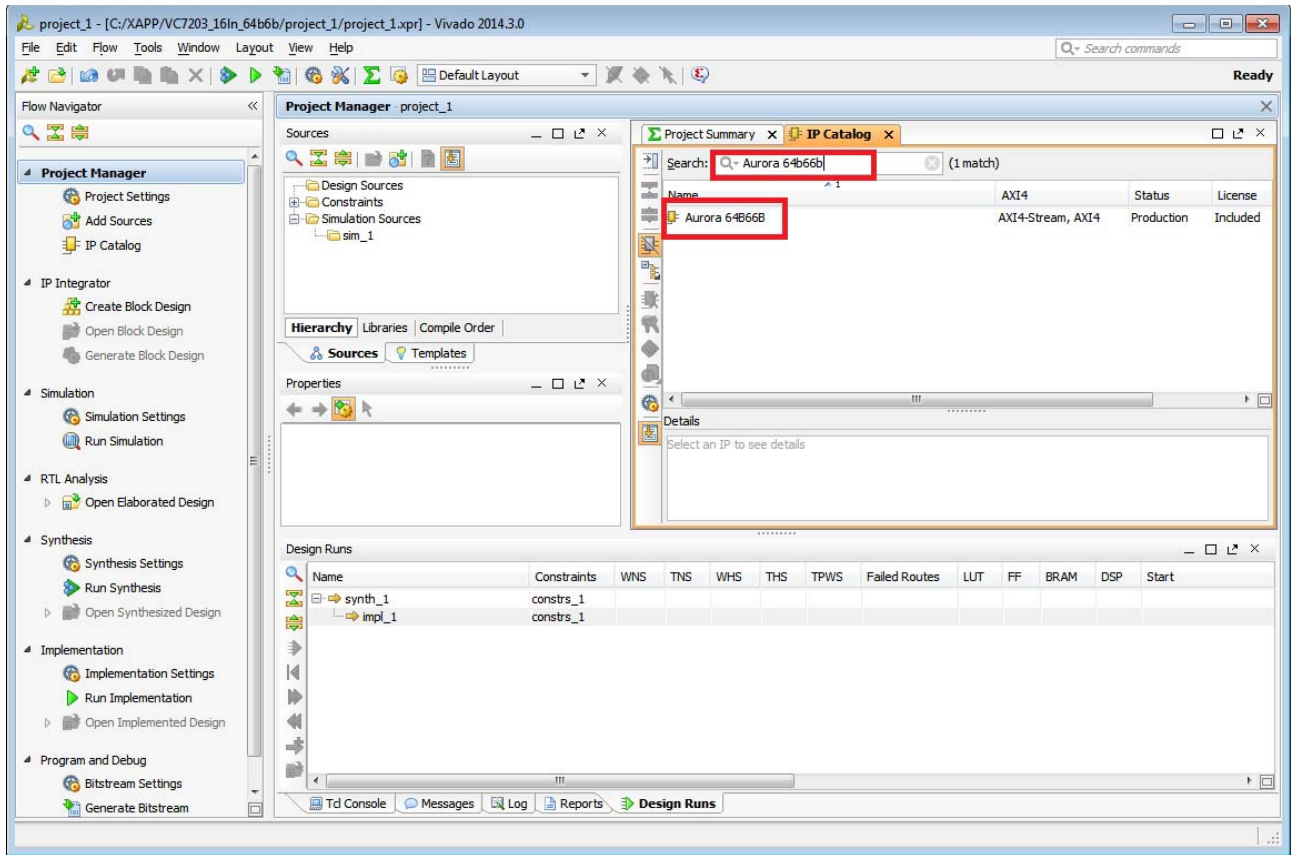 project_1 - [C:/XAPP/VC7203_16ln_64b6b/project_1/project_1.xpr] - Vivado 2014.3.0
File Edit Flow Tools Window Layout View Help
Search commands
Default Layout
Ready
Flow Navigator
Project Manager
Project Settings
Add Sources
IP Catalog
IP Integrator
Create Block Design
Open Block Design
Generate Block Design
Simulation
Simulation Settings
Run Simulation
RTL Analysis
Open Elaborated Design
Synthesis
Synthesis Settings
Run Synthesis
Open Synthesized Design
Implementation
Implementation Settings
Run Implementation
Open Implemented Design
Program and Debug
Bitstream Settings
Generate Bitstream
Project Manager - project_1
Sources
Design Sources
Constraints
Simulation Sources
sim_1
Hierarchy Libraries Compile Order
Sources Templates
Properties
Project Summary IP Catalog
Search: Aurora 64b66b (1 match)
Name 1 AXI4 Status License
Aurora 64B66B AXI4-Stream, AXI4 Production Included
Details
Select an IP to see details
Design Runs
Name Constraints WNS TNS WHS THS TPWS Failed Routes LUT FF BRAM DSP Start
synth_1 constrs_1
impl_1 constrs_1
Tcl Console Messages Log Reports Design Runs